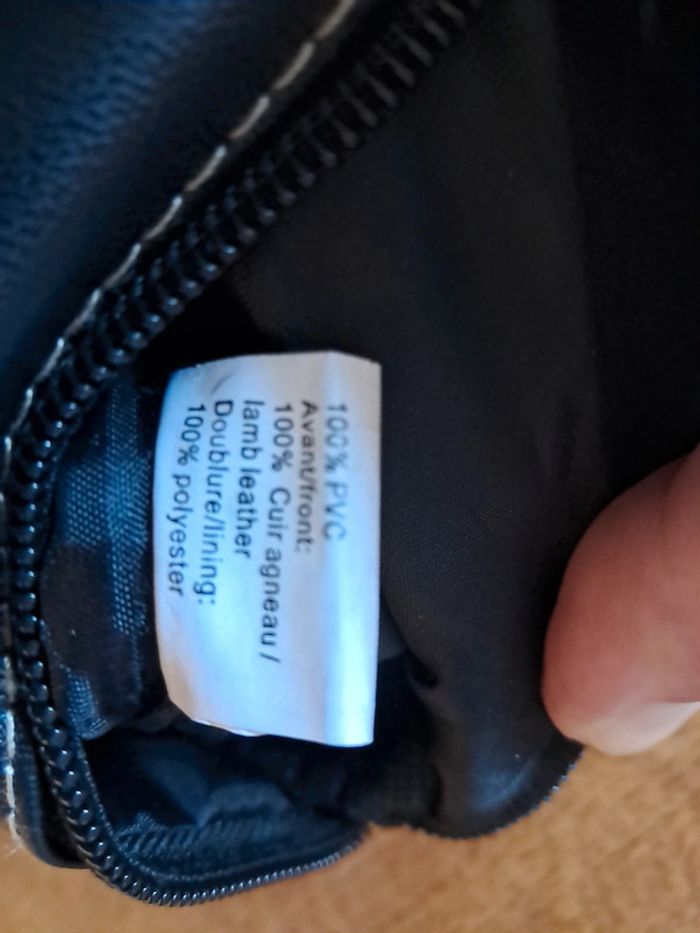 100% PVC
Avant/front:
100% Cuir agneau /
lamb leather
Doublure/lining:
100% polyester